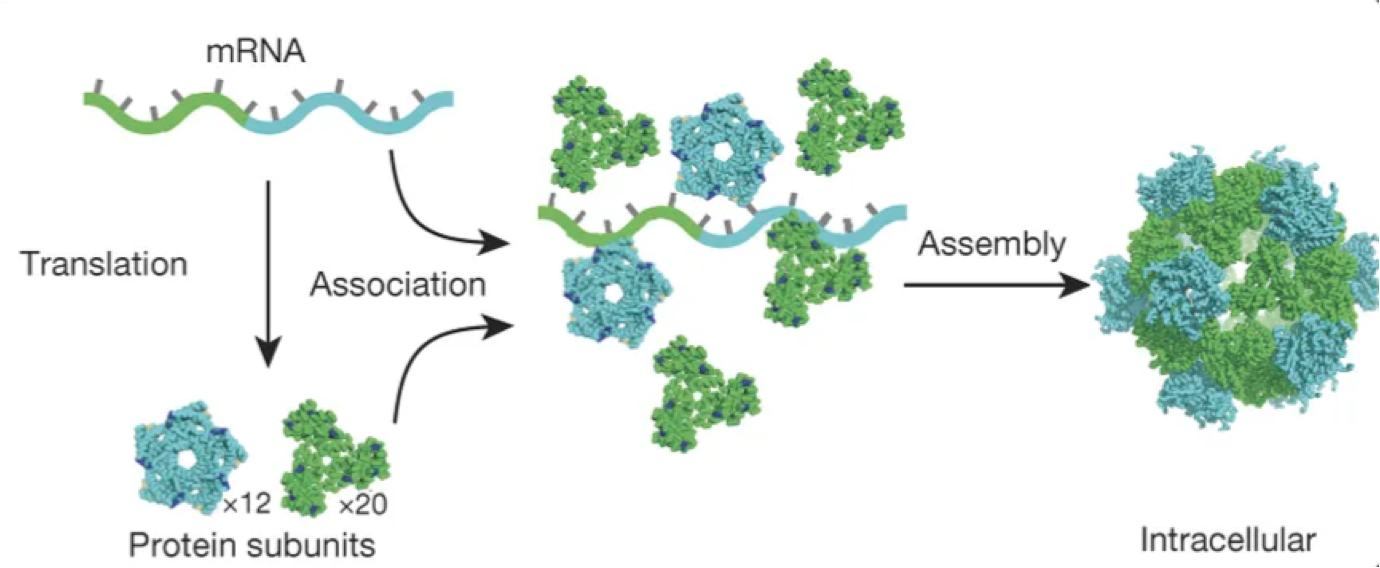 mRNA
Translation
Association
Assembly
×12
×20
Protein subunits
Intracellular